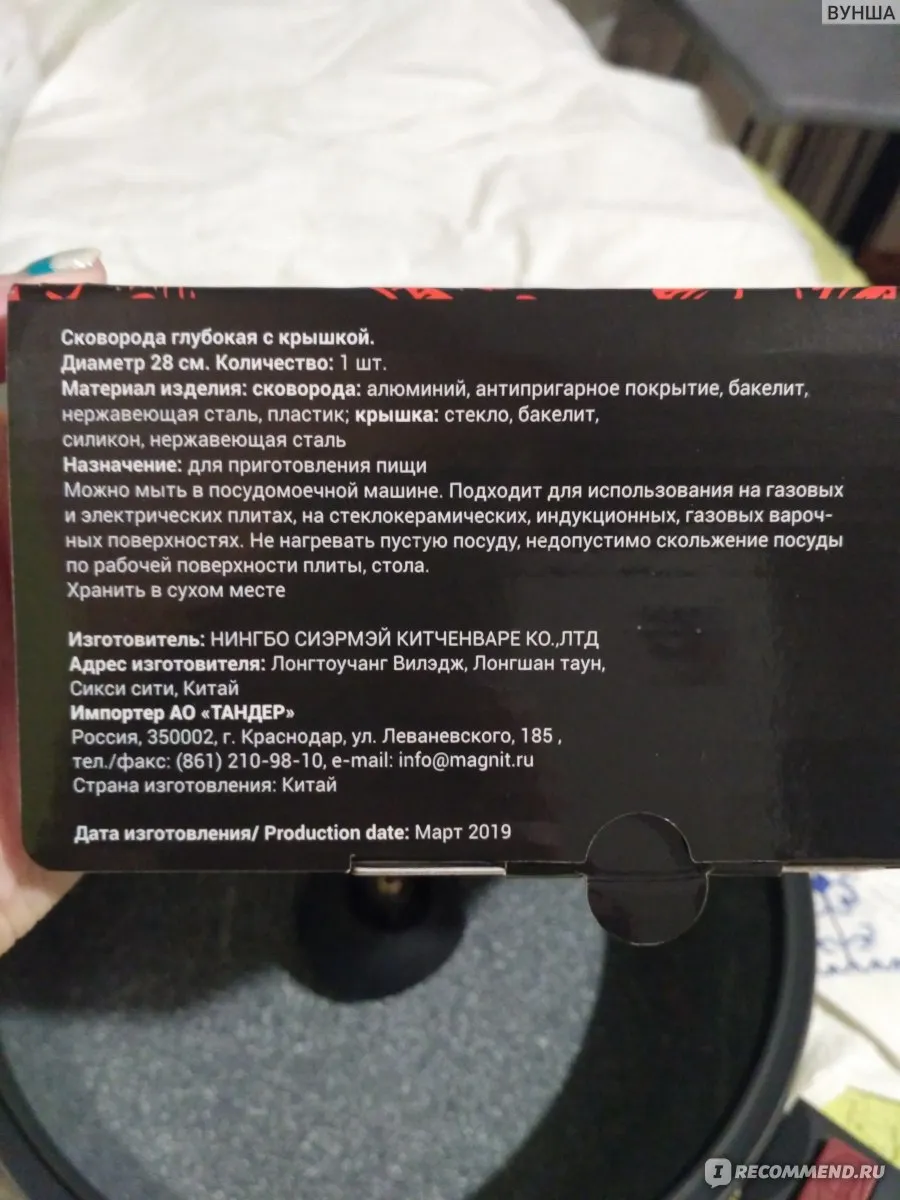 ВУНША
Сковорода глубокая с крышкой.
Диаметр 28 см. Количество: 1 шт.
Материал изделия: сковорода: алюминий, антипригарное покрытие, бакелит,
нержавеющая сталь, пластик; крышка: стекло, бакелит,
силикон, нержавеющая сталь
Назначение: для приготовления пищи
Можно мыть в посудомоечной машине. Подходит для использования на газовых
и электрических плитах, на стеклокерамических, индукционных, газовых вароч-
ных поверхностях. Не нагревать пустую посуду, недопустимо скольжение посуды
по рабочей поверхности плиты, стола.
Хранить в сухом месте
Изготовитель: НИНГБО СИЭРМЭЙ КИТЧЕНВАРЕ КО.,ЛТД
Адрес изготовителя: Лонгтоучанг Вилэдж, Лонгшан таун,
Сикси сити, Китай
Импортер АО «ТАНДЕР»
Россия, 350002, г. Краснодар, ул. Леваневского, 185 ,
тел./факс: (861) 210-98-10, e-mail: info@magnit.ru
Страна изготовления: Китай
Дата изготовления/ Production date: Март 2019
RECOMMEND.RU